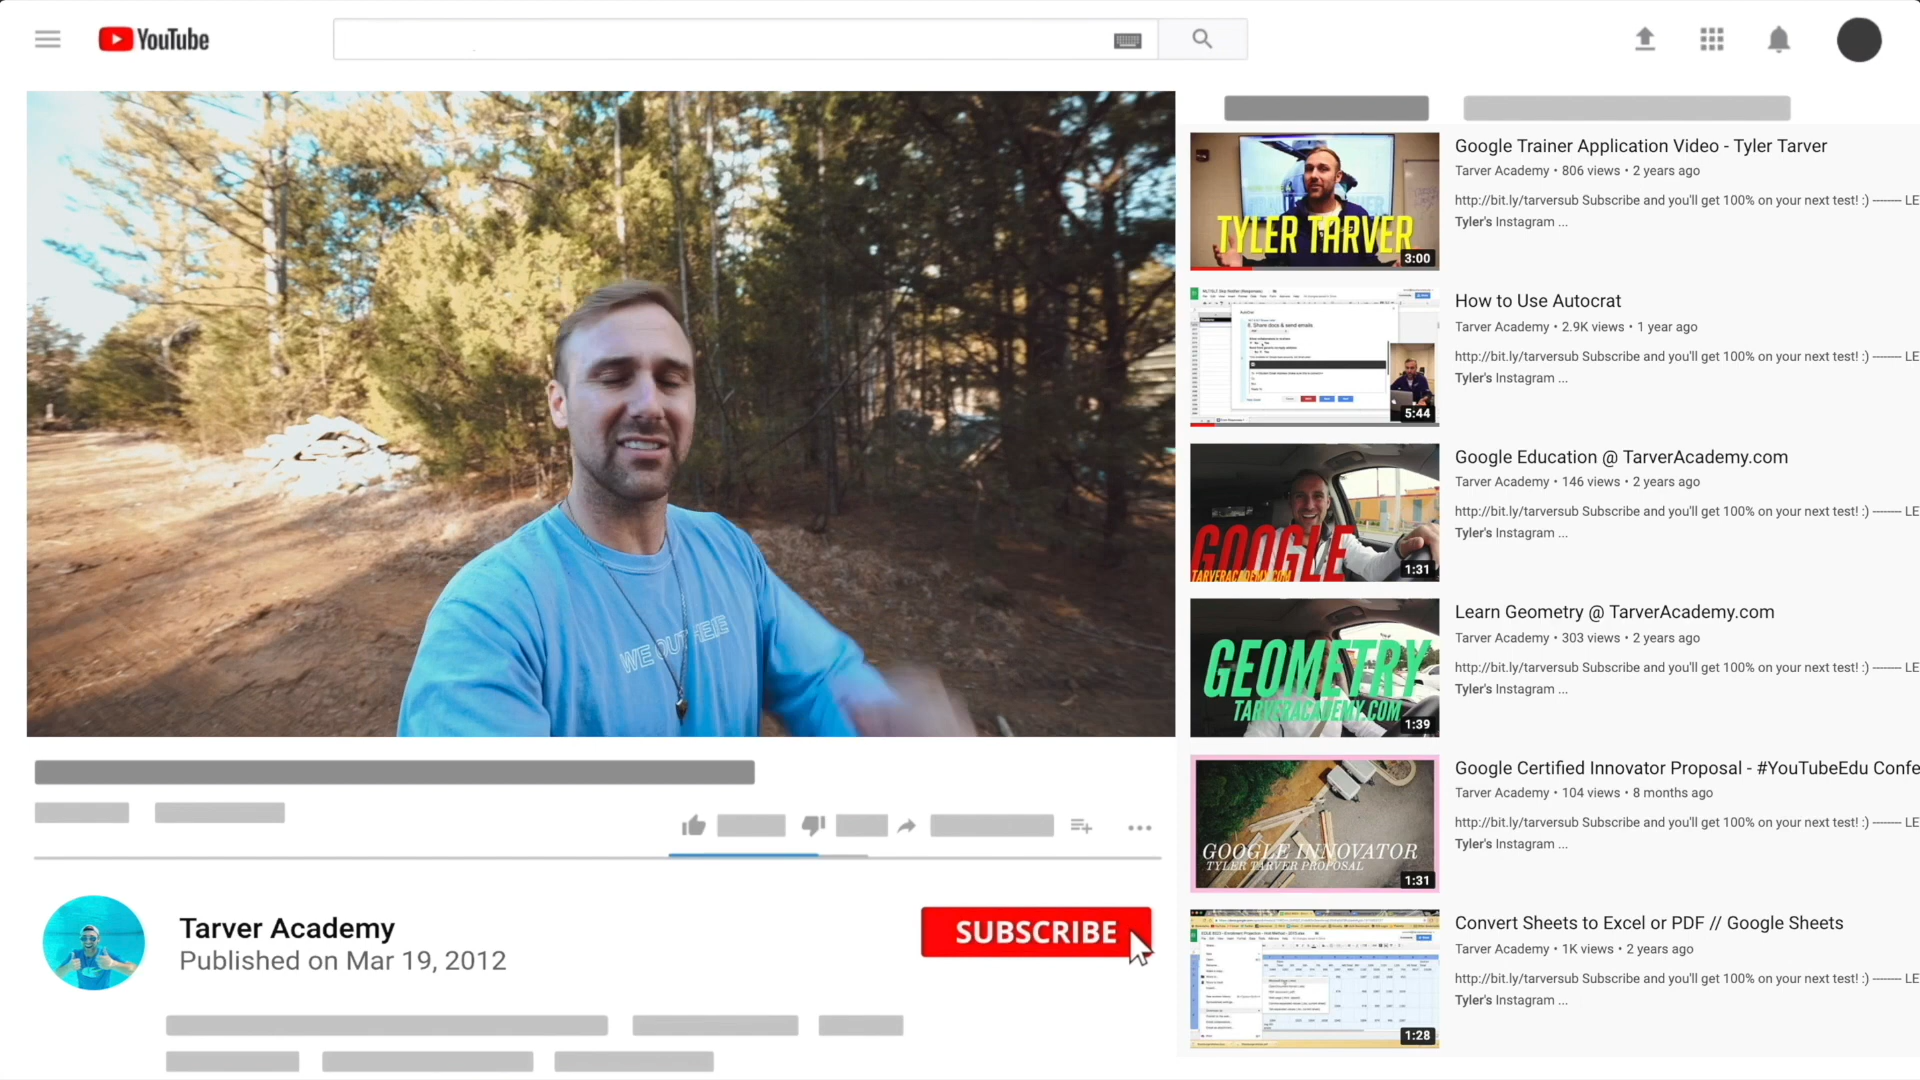 YouTube
WE OUT HERE
Tarver Academy
Published on Mar 19, 2012
SUBSCRIBE
TYLER TARVER
3:00
Google Trainer Application Video - Tyler Tarver
Tarver Academy • 806 views • 2 years ago
http://bit.ly/tarversub Subscribe and you'll get 100% on your next test! :) -------- LE
Tyler's Instagram ...
8. Share docs & send emails
5:44
How to Use Autocrat
Tarver Academy • 2.9K views • 1 year ago
http://bit.ly/tarversub Subscribe and you'll get 100% on your next test! :) -------- LE
Tyler's Instagram ...
GOOGLE
TARVERACADEMY.COM
1:31
Google Education @ TarverAcademy.com
Tarver Academy • 146 views • 2 years ago
http://bit.ly/tarversub Subscribe and you'll get 100% on your next test! :) -------- LE
Tyler's Instagram ...
GEOMETRY
TARVERACADEMY.COM
1:39
Learn Geometry @ TarverAcademy.com
Tarver Academy • 303 views • 2 years ago
http://bit.ly/tarversub Subscribe and you'll get 100% on your next test! :) -------- LE
Tyler's Instagram ...
GOOGLE INNOVATOR
TYLER TARVER PROPOSAL
1:31
Google Certified Innovator Proposal - #YouTubeEdu Confe
Tarver Academy • 104 views • 8 months ago
http://bit.ly/tarversub Subscribe and you'll get 100% on your next test! :) -------- LE
Tyler's Instagram ...
1:28
Convert Sheets to Excel or PDF // Google Sheets
Tarver Academy • 1K views • 2 years ago
http://bit.ly/tarversub Subscribe and you'll get 100% on your next test! :) -------- LE
Tyler's Instagram ...